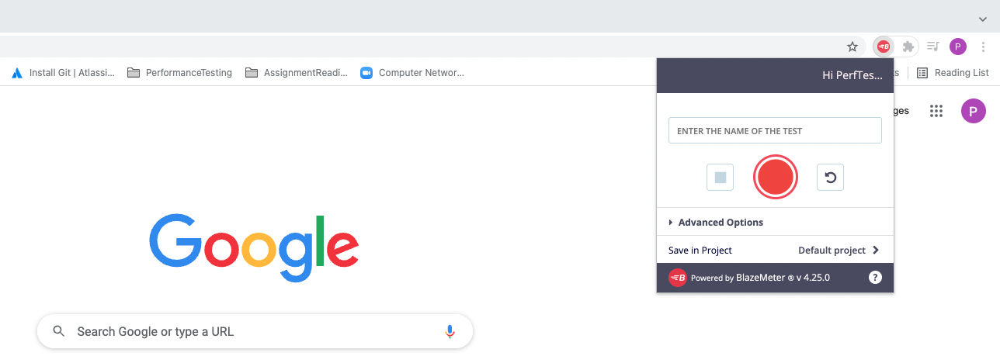 P
Install Git | Atlassi...
PerformanceTesting
AssignmentReadi...
Computer Networ...
Reading List
Hi PerfTes...
ges
P
ENTER THE NAME OF THE TEST
Google
Advanced Options
Save in Project
Default project
B Powered by BlazeMeter ® v 4.25.0 ?
Search Google or type a URL